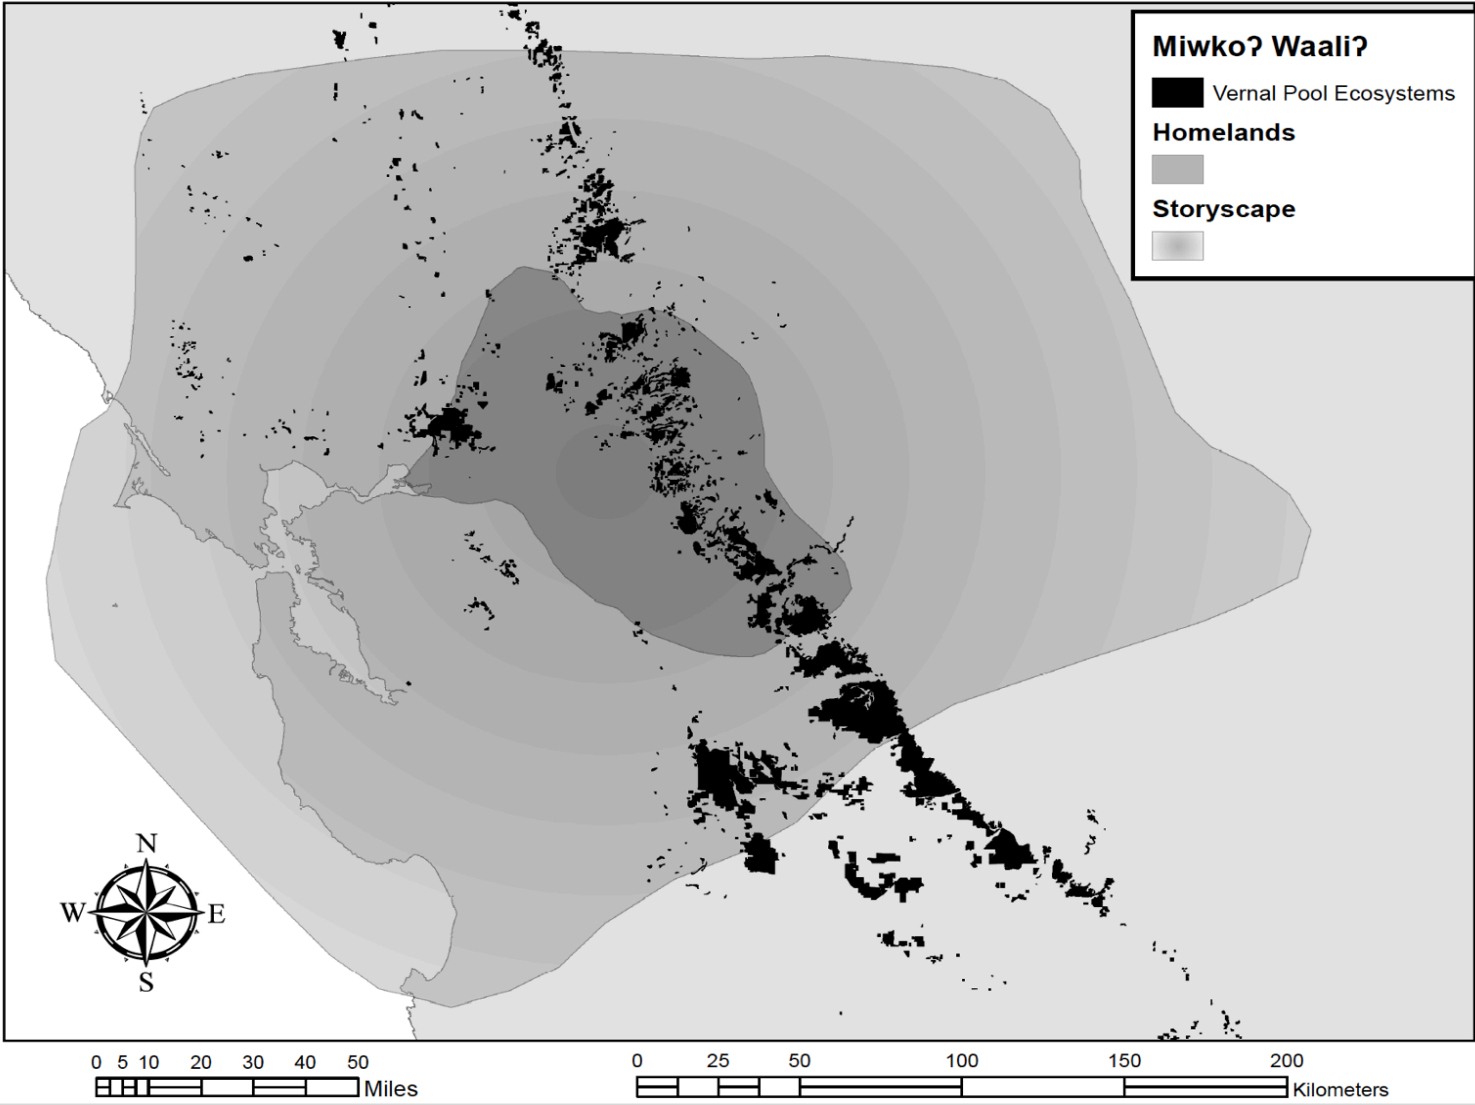 Miwkoʔ Waaliʔ
Vernal Pool Ecosystems
Homelands
Storyscape
N
W E
S
0 5 10 20 30 40 50
Miles
0 25 50 100 150 200
Kilometers